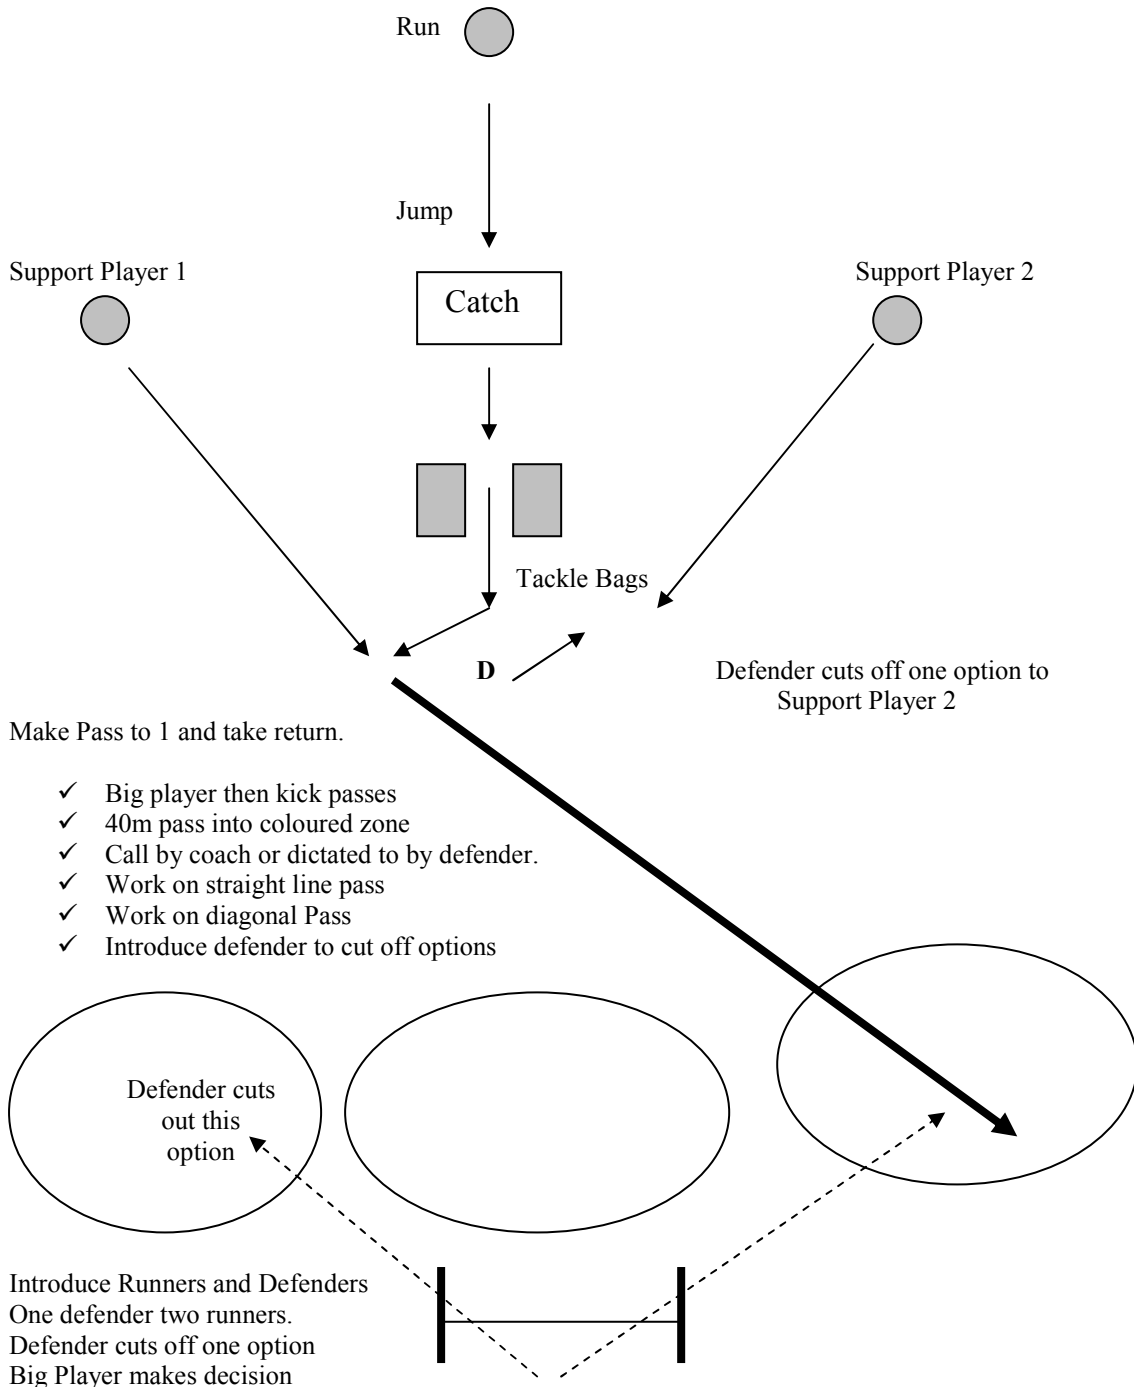 Run
Jump
Support Player 1
Support Player 2
Catch
Tackle Bags
D
Defender cuts off one option to
Support Player 2
Make Pass to 1 and take return.
✓ Big player then kick passes
✓ 40m pass into coloured zone
✓ Call by coach or dictated to by defender.
✓ Work on straight line pass
✓ Work on diagonal Pass
✓ Introduce defender to cut off options
Defender cuts
out this
option
Introduce Runners and Defenders
One defender two runners.
Defender cuts off one option
Big Player makes decision